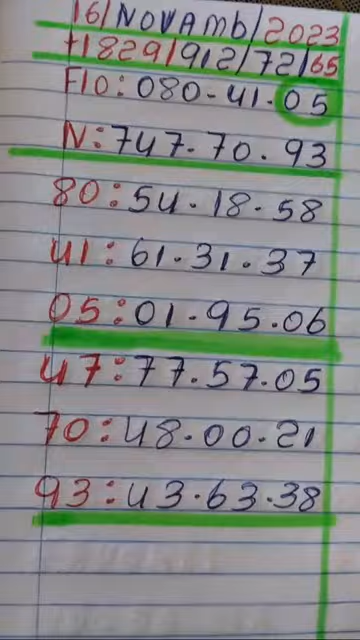 16/NOVAMb/2023
+1829/912/72/65
F10:080-41.05
N:747.70.93
80:54.18.58
41:61.31.37
05:01.95.06
47:77.57.05
70:48.00.21
93:43.63.38